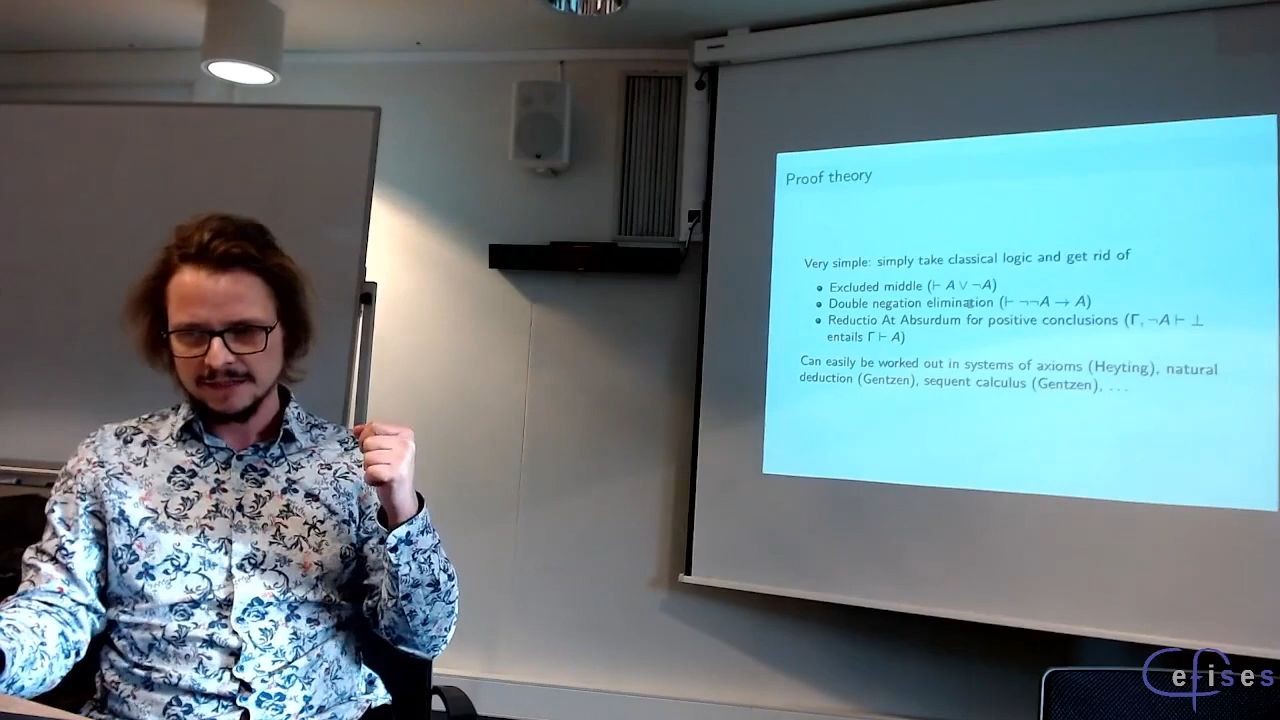 Proof theory
Very simple: simply take classical logic and get rid of
• Excluded middle (⊢ A ∨ ¬A)
• Double negation elimination (⊢ ¬¬A → A)
• Reductio At Absurdum for positive conclusions (Γ, ¬A ⊢ ⊥
entails Γ ⊢ A)
Can easily be worked out in systems of axioms (Heyting), natural
deduction (Gentzen), sequent calculus (Gentzen), ...
Cefises